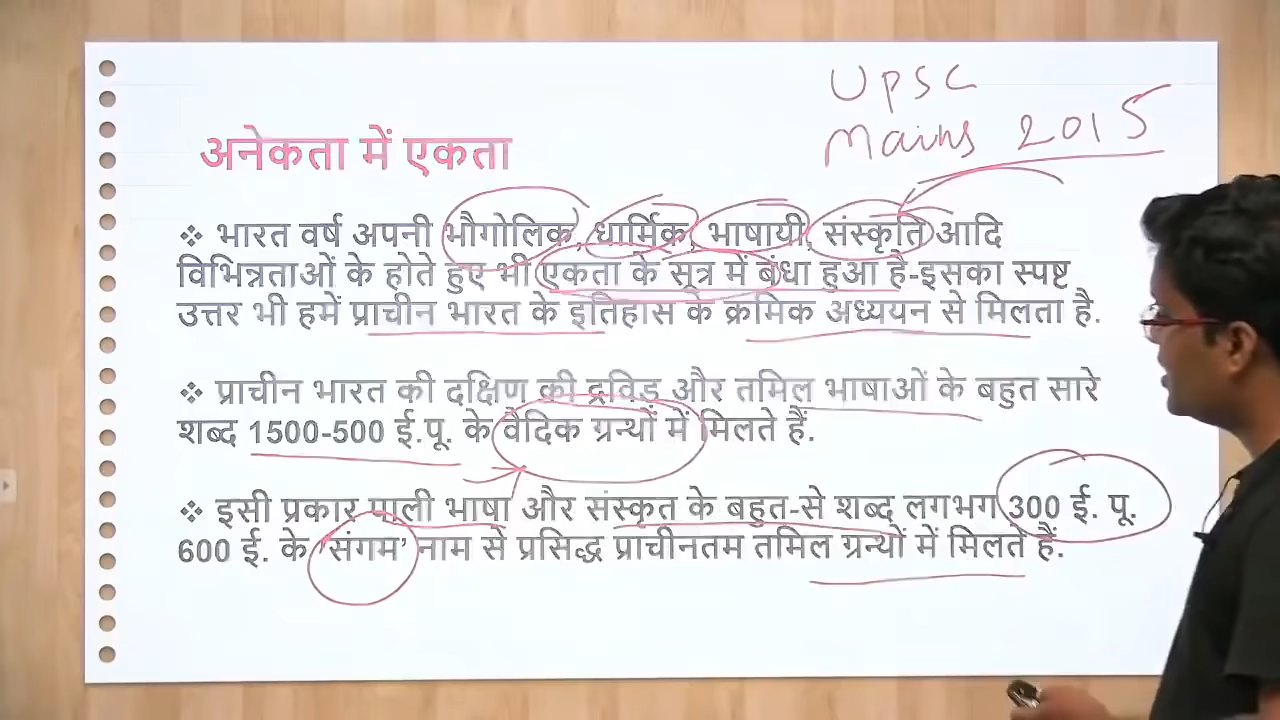 UPSC
Mains 2015
अनेकता में एकता
❖ भारत वर्ष अपनी भौगोलिक, धार्मिक, भाषायी, संस्कृति आदि
विभिन्नताओं के होते हुए भी एकता के सूत्र में बंधा हुआ है-इसका स्पष्ट
उत्तर भी हमें प्राचीन भारत के इतिहास के क्रमिक अध्ययन से मिलता है.
❖ प्राचीन भारत की दक्षिण की द्रविड़ और तमिल भाषाओं के बहुत सारे
शब्द 1500-500 ई.पू. के वैदिक ग्रन्थों में मिलते हैं.
❖ इसी प्रकार पाली भाषा और संस्कृत के बहुत-से शब्द लगभग 300 ई. पू.
600 ई. के 'संगम' नाम से प्रसिद्ध प्राचीनतम तमिल ग्रन्थों में मिलते हैं.